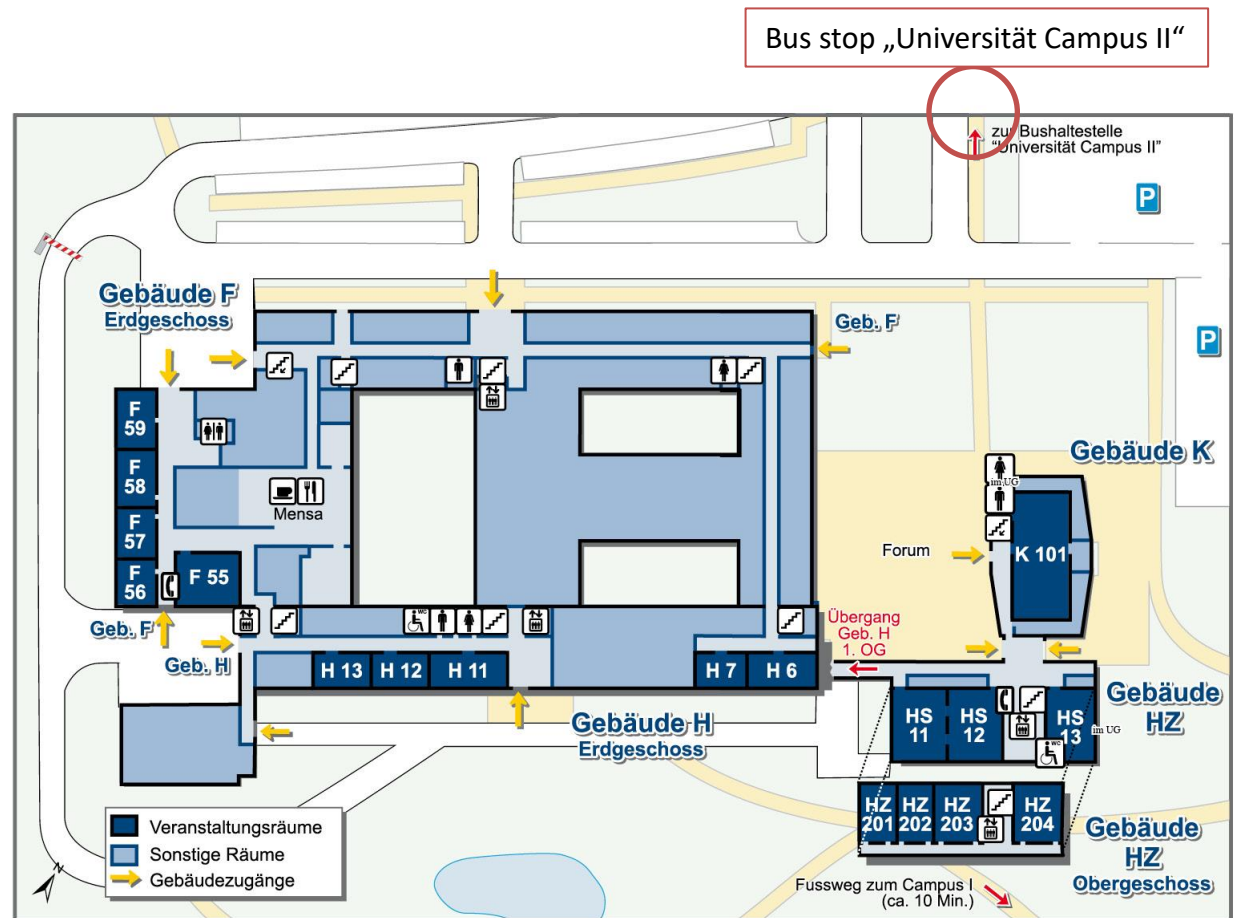 Bus stop „Universität Campus II“
zur Bushaltestelle
"Universität Campus II"
P
Gebäude F
Erdgeschoss
Geb. F
P
F
59
F
58
F
57
F
56
F 55
Mensa
Gebäude K
im UG
K 101
Forum
Geb. F
Geb. H
WC
Übergang
Geb. H
1. OG
H 13
H 12
H 11
H 7
H 6
Gebäude H
Erdgeschoss
HS
11
HS
12
HS
13
im UG
WC
Gebäude
HZ
HZ
201
HZ
202
HZ
203
HZ
204
Gebäude
HZ
Obergeschoss
Veranstaltungsräume
Sonstige Räume
Gebäudezugänge
N
Fussweg zum Campus I
(ca. 10 Min.)